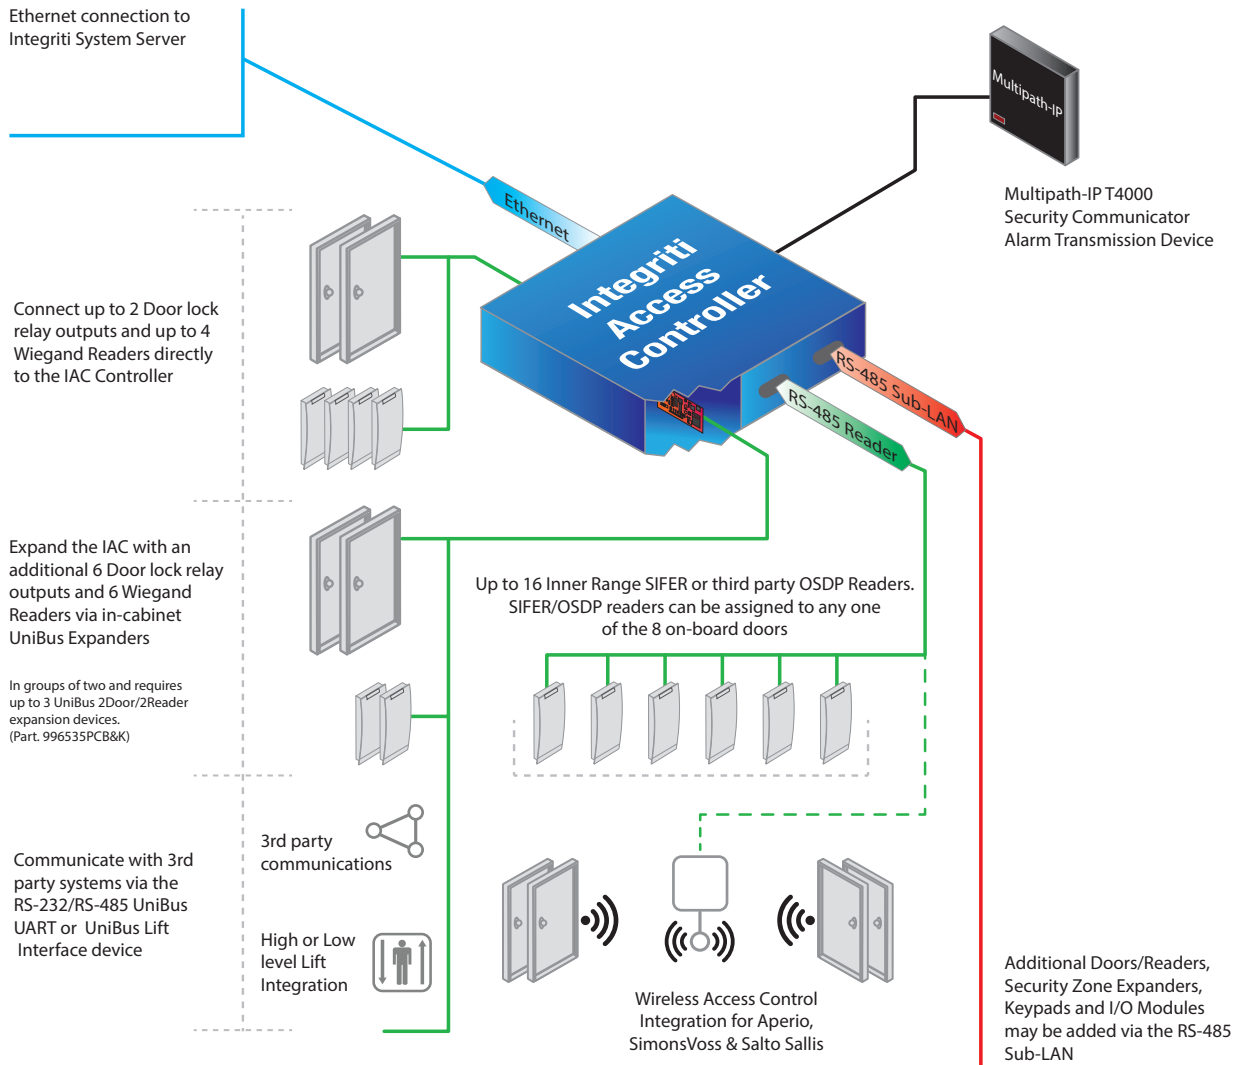 Ethernet connection to
Integriti System Server
Multipath-IP
Multipath-IP T4000
Security Communicator
Alarm Transmission Device
Ethernet
Integriti
Access
Controller
RS-485 Sub-LAN
RS-485 Reader
Connect up to 2 Door lock
relay outputs and up to 4
Wiegand Readers directly
to the IAC Controller
Expand the IAC with an
additional 6 Door lock relay
outputs and 6 Wiegand
Readers via in-cabinet
UniBus Expanders
In groups of two and requires
up to 3 UniBus 2Door/2Reader
expansion devices.
(Part. 996535PCB&K)
Up to 16 Inner Range SIFER or third party OSDP Readers.
SIFER/OSDP readers can be assigned to any one
of the 8 on-board doors
Communicate with 3rd
party systems via the
RS-232/RS-485 UniBus
UART or UniBus Lift
Interface device
3rd party
communications
High or Low
level Lift
Integration
Wireless Access Control
Integration for Aperio,
SimonsVoss & Salto Sallis
Additional Doors/Readers,
Security Zone Expanders,
Keypads and I/O Modules
may be added via the RS-485
Sub-LAN